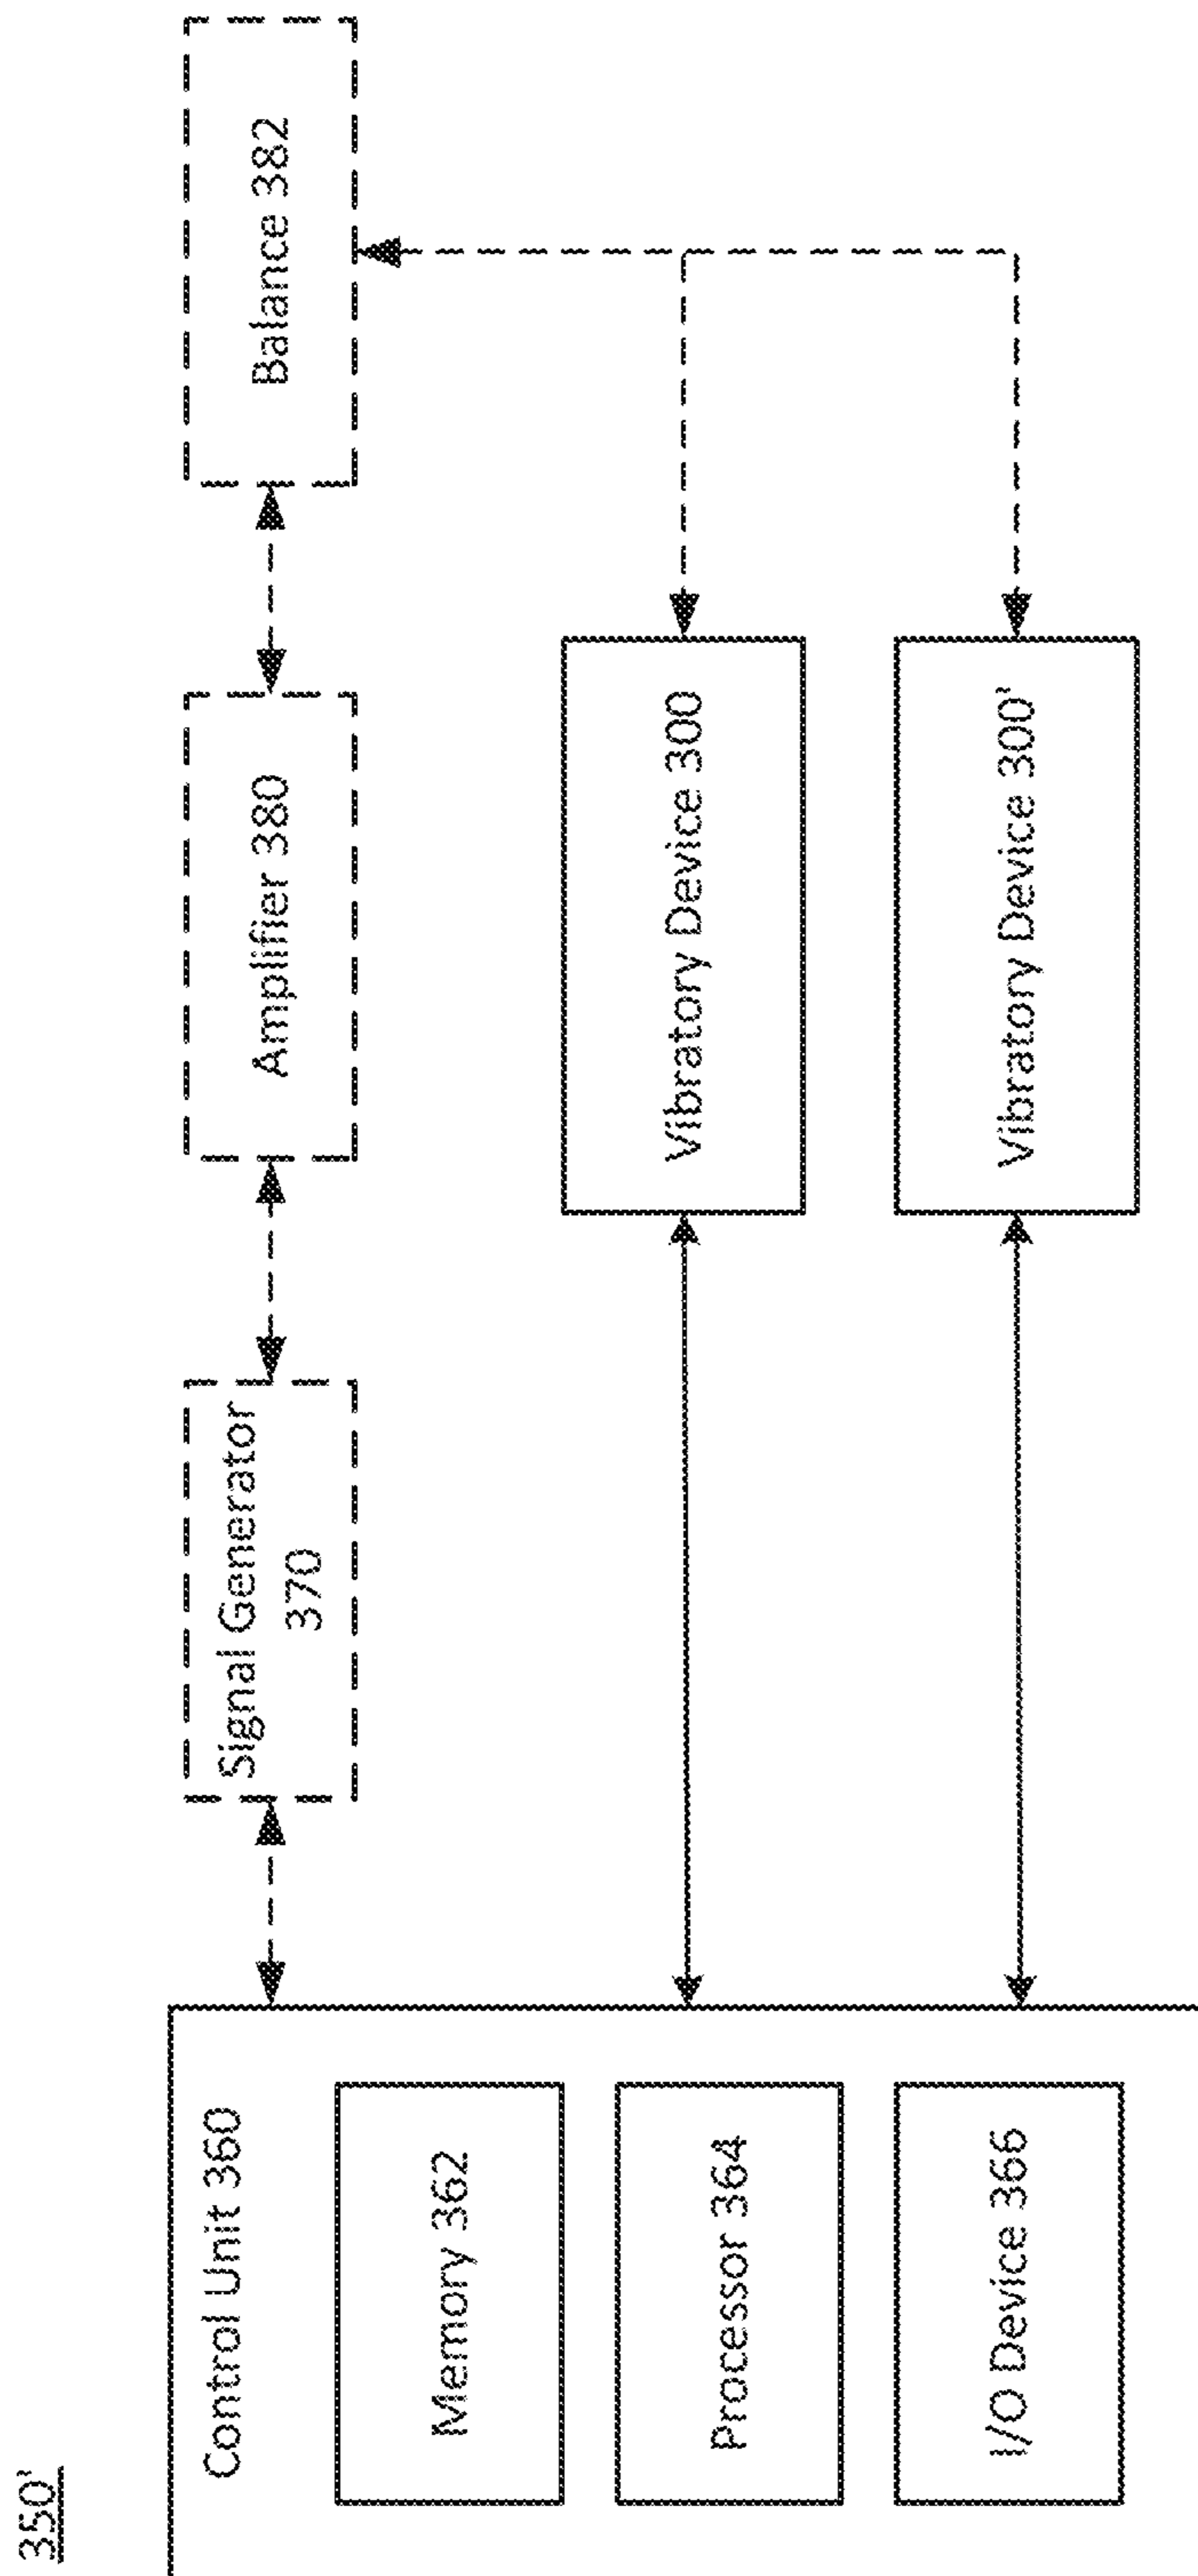 350'
Control Unit 360
Memory 362
Processor 364
I/O Device 366
Signal Generator
370
Amplifier 380
Balance 382
Vibratory Device 300
Vibratory Device 300'